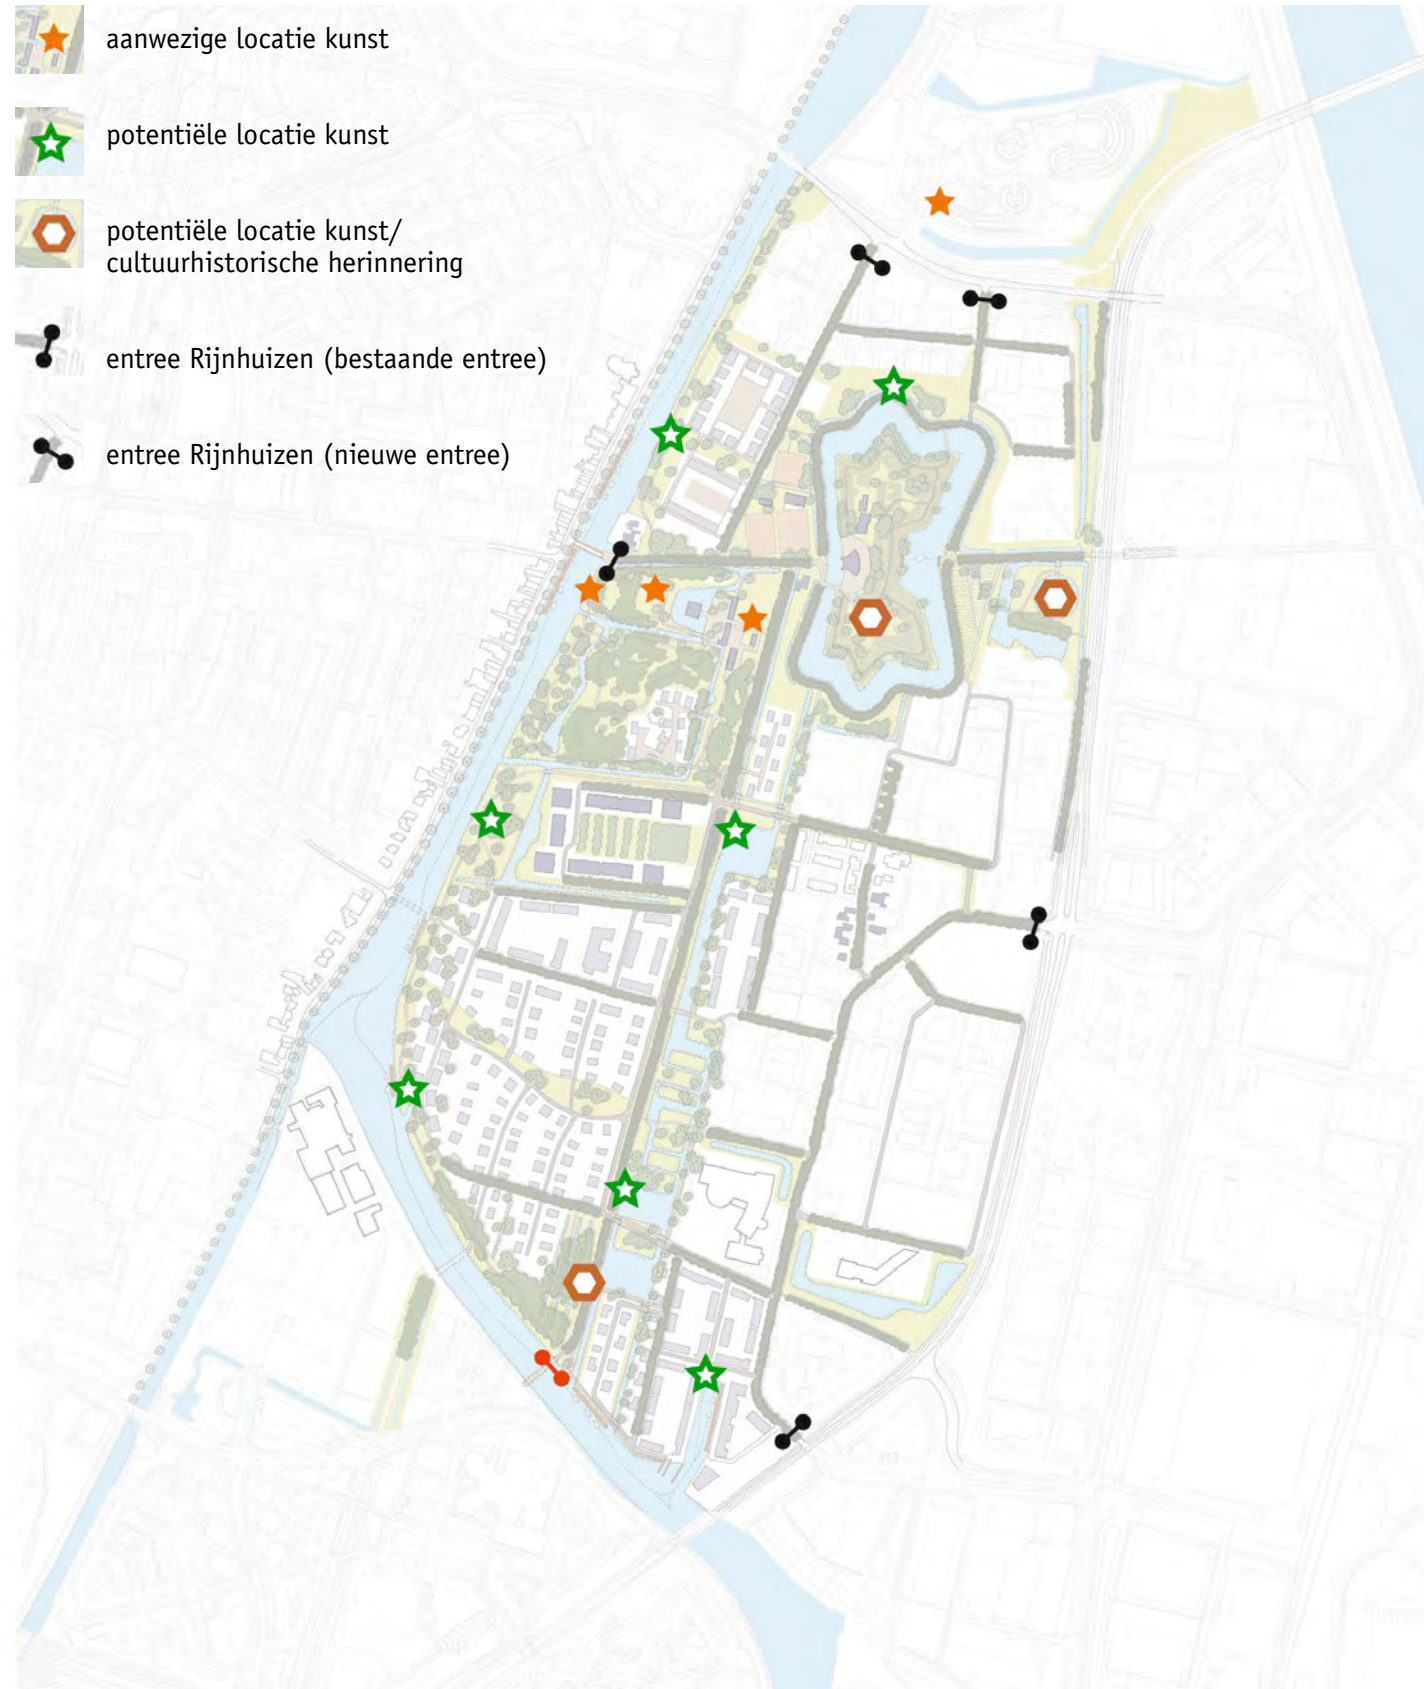 aanwezige locatie kunst
potentiële locatie kunst
potentiële locatie kunst/
cultuurhistorische herinnering
entree Rijnhuizen (bestaande entree)
entree Rijnhuizen (nieuwe entree)